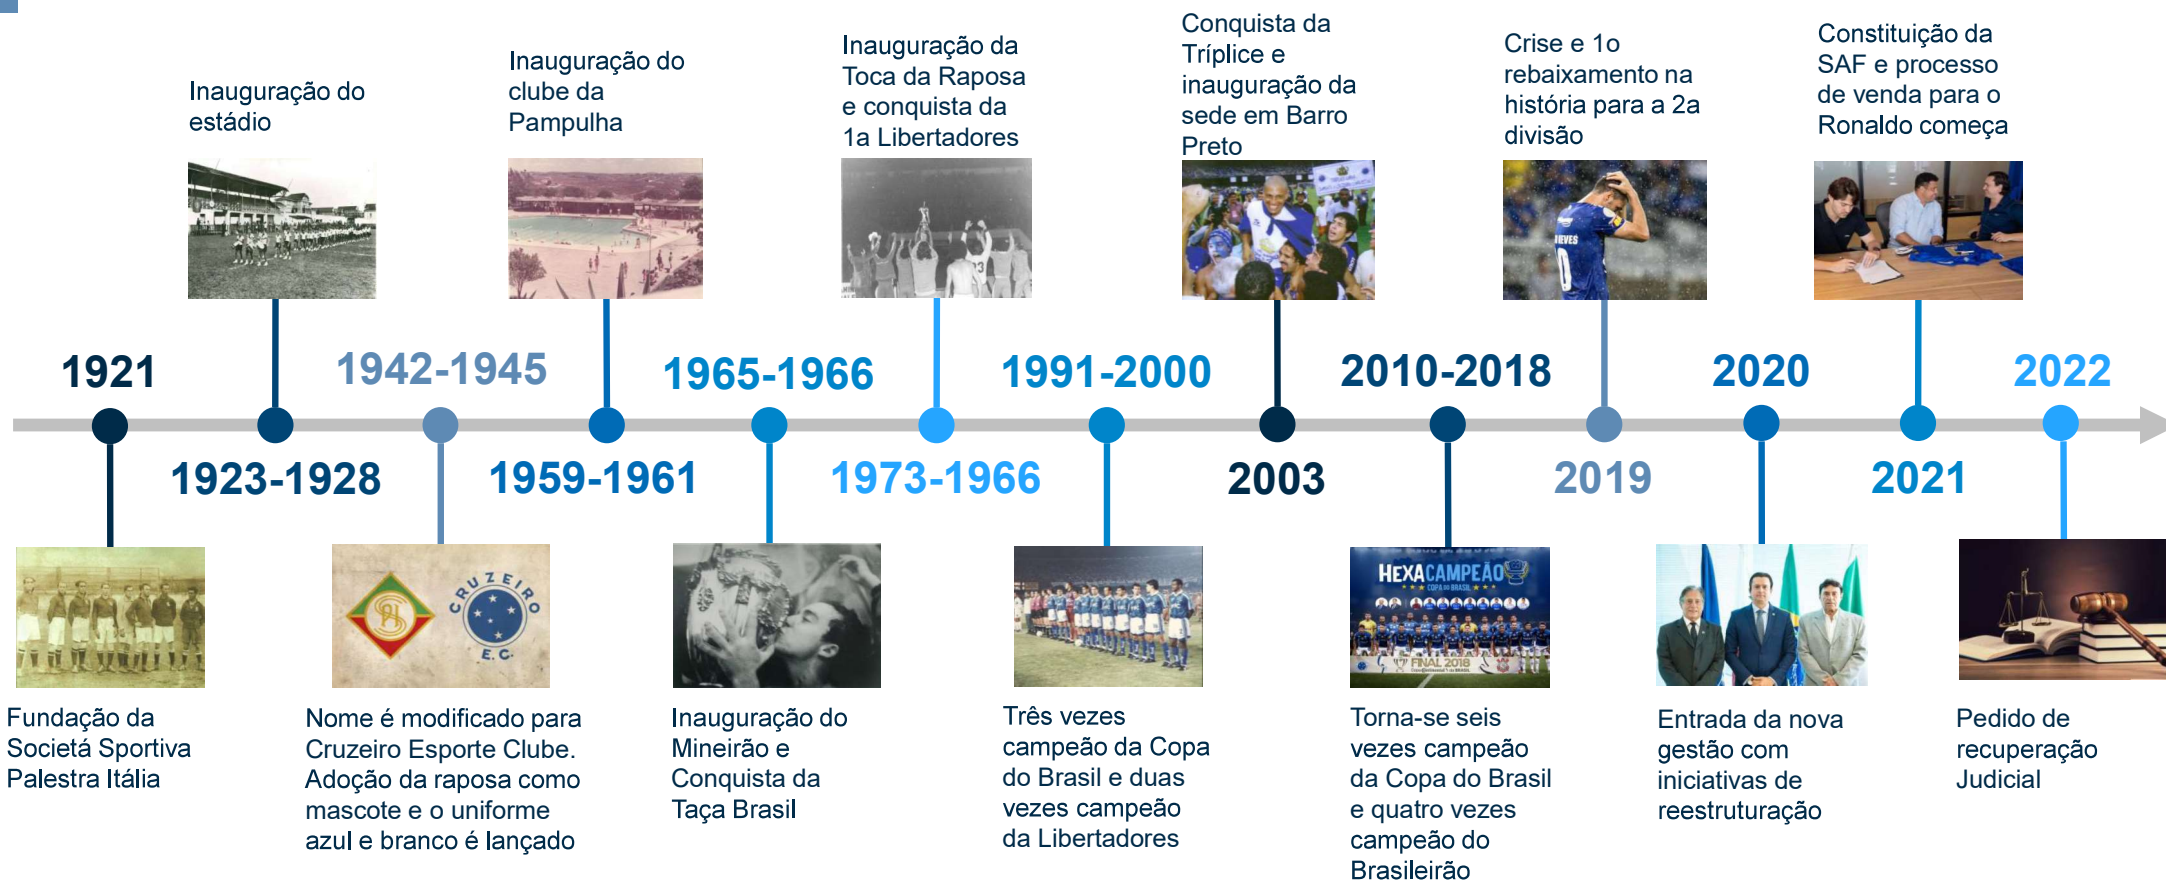 Inauguração do
estádio
Inauguração do
clube da
Pampulha
Inauguração da
Toca da Raposa
e conquista da
1a Libertadores
Conquista da
Tríplice e
inauguração da
sede em Barro
Preto
Crise e 1o
rebaixamento na
história para a 2a
divisão
Constituição da
SAF e processo
de venda para o
Ronaldo começa
1921
1942-1945
1965-1966
1991-2000
2010-2018
2020
2022
1923-1928
1959-1961
1973-1966
2003
2019
2021
CRUZEIRO
E.C.
HEXACAMPEÃO
COPA DO BRASIL
FINAL 2018
Fundação da
Societá Sportiva
Palestra Itália
Nome é modificado para
Cruzeiro Esporte Clube.
Adoção da raposa como
mascote e o uniforme
azul e branco é lançado
Inauguração do
Mineirão e
Conquista da
Taça Brasil
Três vezes
campeão da Copa
do Brasil e duas
vezes campeão
da Libertadores
Torna-se seis
vezes campeão
da Copa do Brasil
e quatro vezes
campeão do
Brasileirão
Entrada da nova
gestão com
iniciativas de
reestruturação
Pedido de
recuperação
Judicial